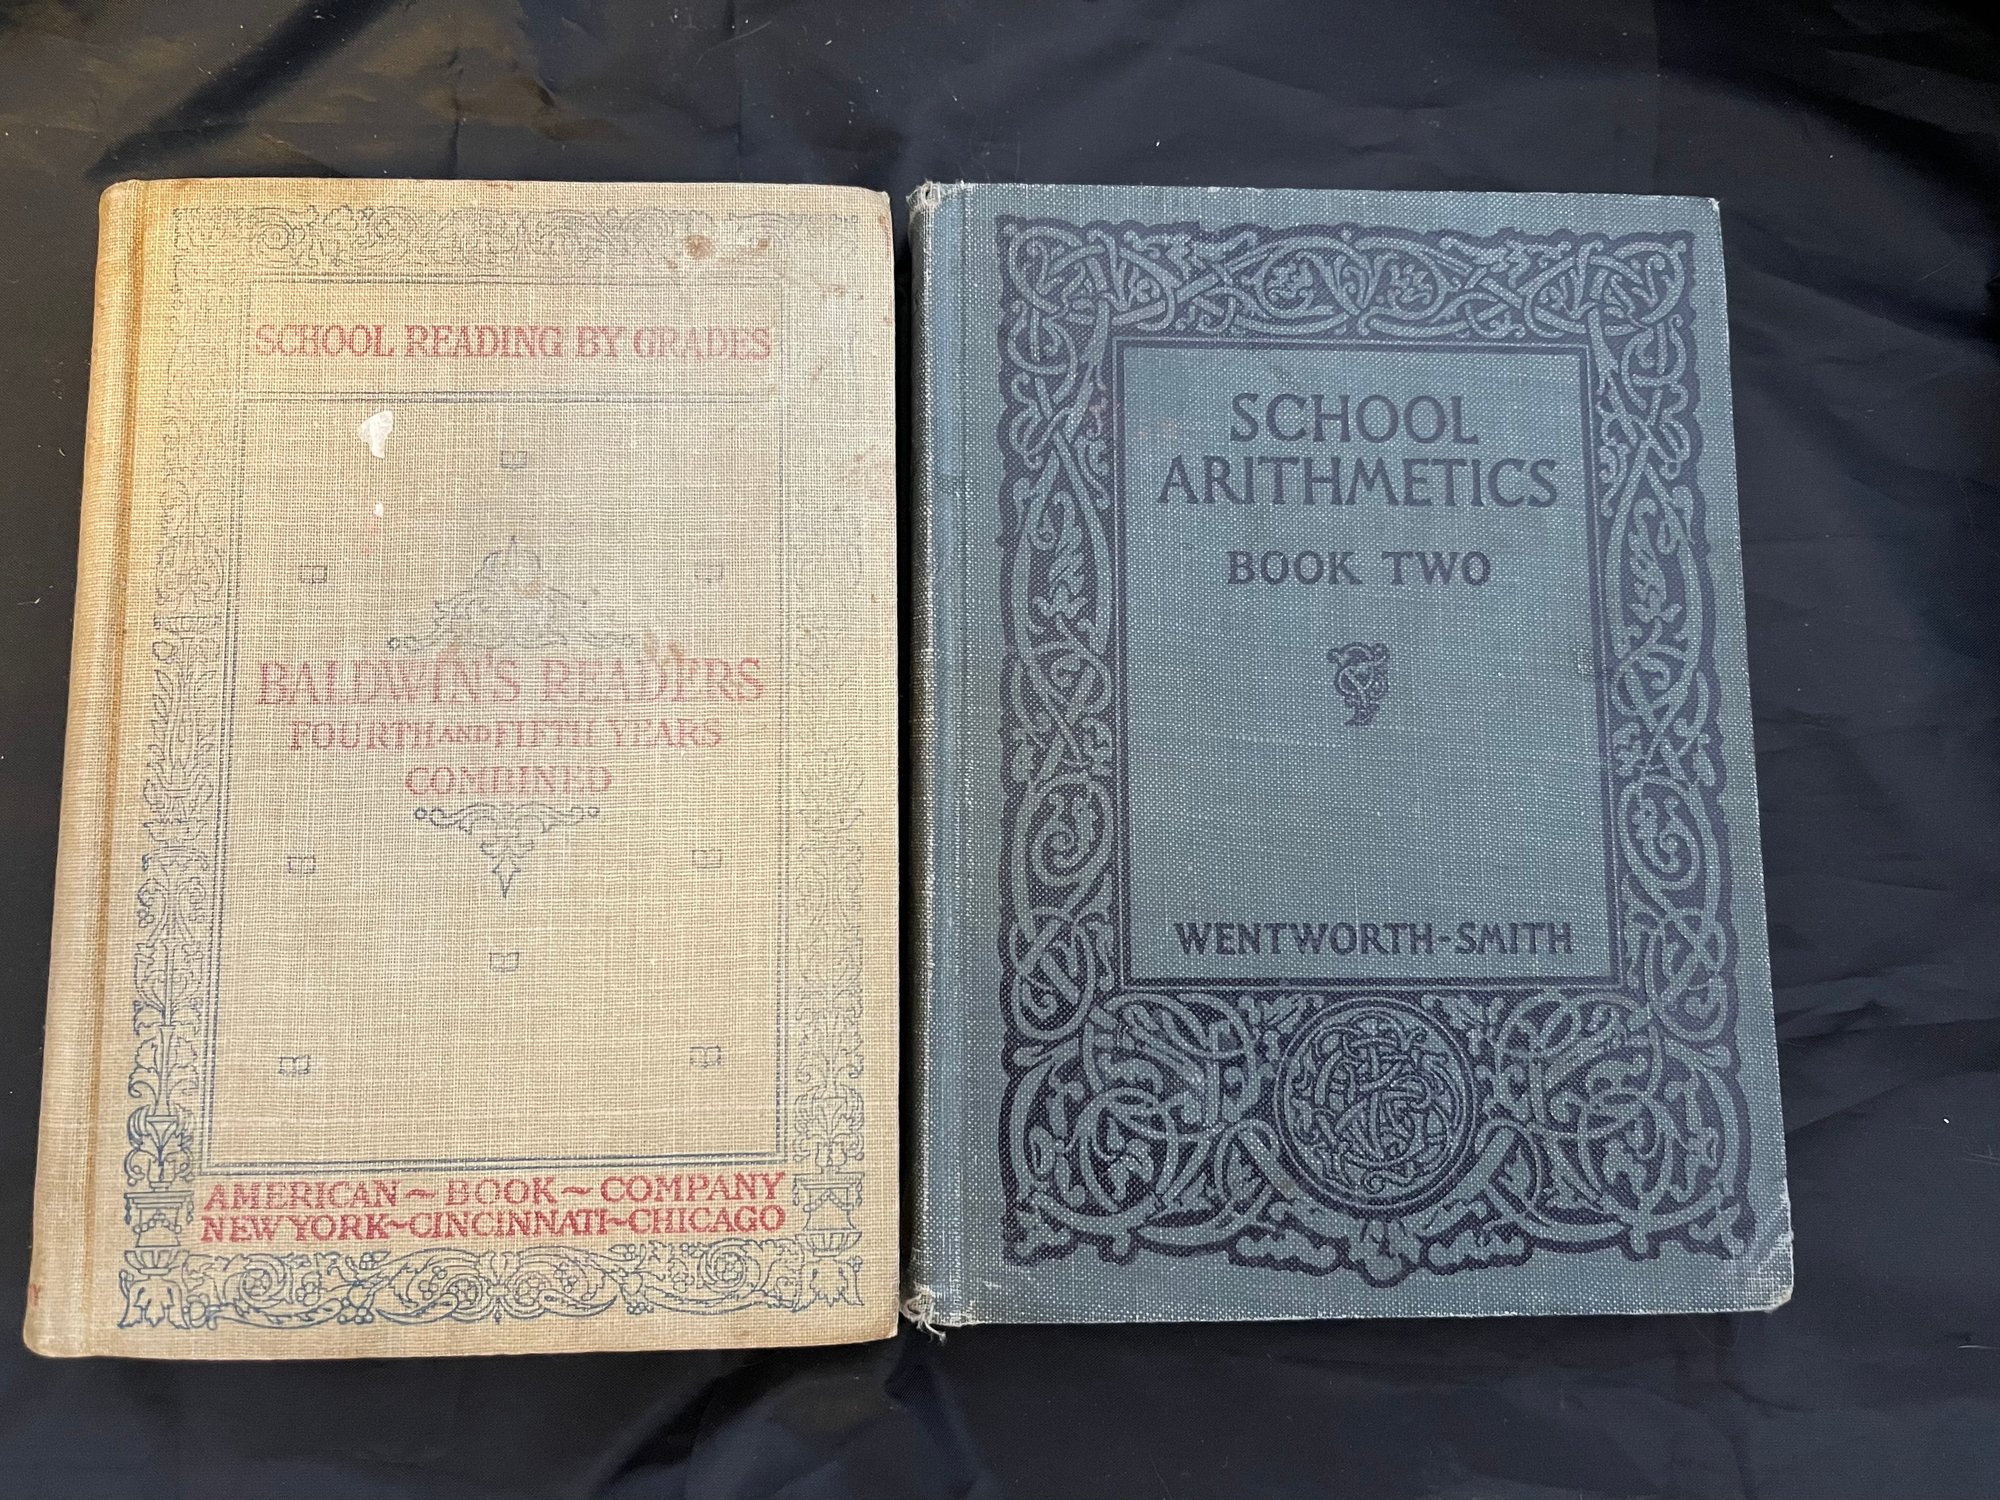 SCHOOL READING BY GRADES
BALDWIN'S READERS
FOURTH AND FIFTH YEARS
COMBINED
AMERICAN~BOOK~COMPANY
NEW YORK~CINCINNATI~CHICAGO
SCHOOL
ARITHMETICS
BOOK TWO
WENTWORTH-SMITH